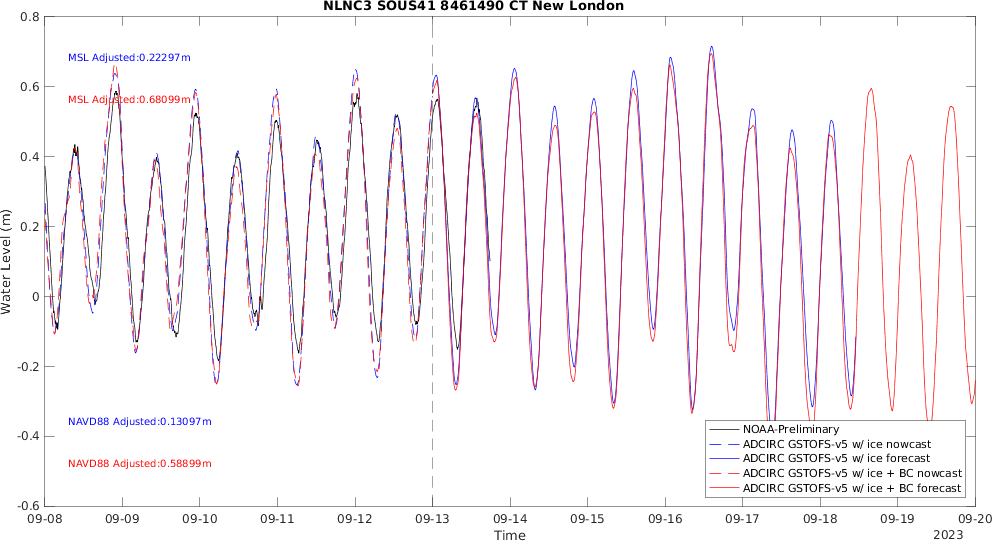 NLNC3 SOUS41 8461490 CT New London
0.8
0.6
0.4
0.2
0
-0.2
-0.4
-0.6
Water Level (m)
MSL Adjusted:0.22297m
MSL Adjusted:0.68099m
NAVD88 Adjusted:0.13097m
NAVD88 Adjusted:0.58899m
NOAA-Preliminary
ADCIRC GSTOFS-v5 w/ ice nowcast
ADCIRC GSTOFS-v5 w/ ice forecast
ADCIRC GSTOFS-v5 w/ ice + BC nowcast
ADCIRC GSTOFS-v5 w/ ice + BC forecast
09-08 09-09 09-10 09-11 09-12 09-13 09-14 09-15 09-16 09-17 09-18 09-19 09-20
Time
2023